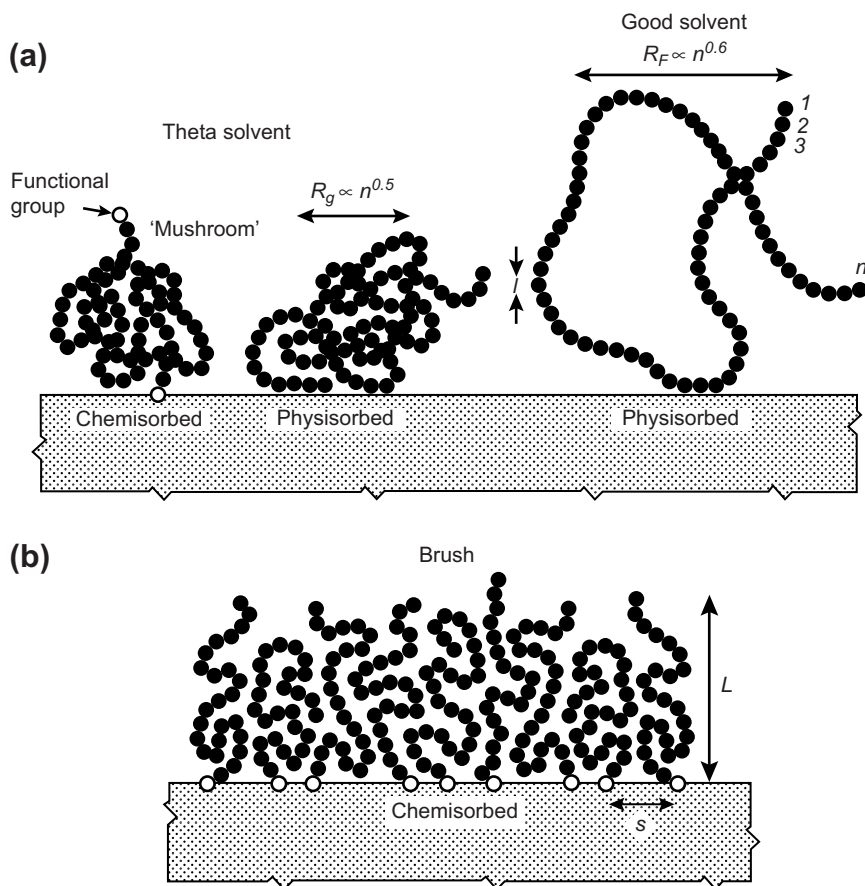 (a)
Good solvent
R_F ∝ n^0.6
Theta solvent
1
2
3
Functional
group
'Mushroom'
R_g ∝ n^0.5
l
n
Chemisorbed
Physisorbed
Physisorbed
(b)
Brush
L
Chemisorbed
s